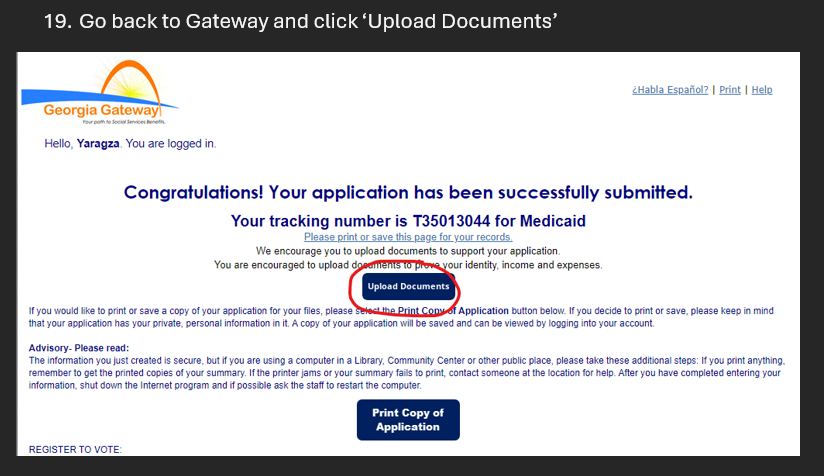 19. Go back to Gateway and click ‘Upload Documents’
Georgia Gateway
Your path to Social Services Benefits.
¿Habla Español? | Print | Help
Hello, Yaragza. You are logged in.
Congratulations! Your application has been successfully submitted.
Your tracking number is T35013044 for Medicaid
Please print or save this page for your records.
We encourage you to upload documents to support your application.
You are encouraged to upload documents to prove your identity, income and expenses.
Upload Documents
If you would like to print or save a copy of your application for your files, please select the Print Copy of Application button below. If you decide to print or save, please keep in mind
that your application has your private, personal information in it. A copy of your application will be saved and can be viewed by logging into your account.
Advisory- Please read:
The information you just created is secure, but if you are using a computer in a Library, Community Center or other public place, please take these additional steps: If you print anything,
remember to get the printed copies of your summary. If the printer jams or your summary fails to print, contact someone at the location for help. After you have completed entering your
information, shut down the Internet program and if possible ask the staff to restart the computer.
Print Copy of
Application
REGISTER TO VOTE: